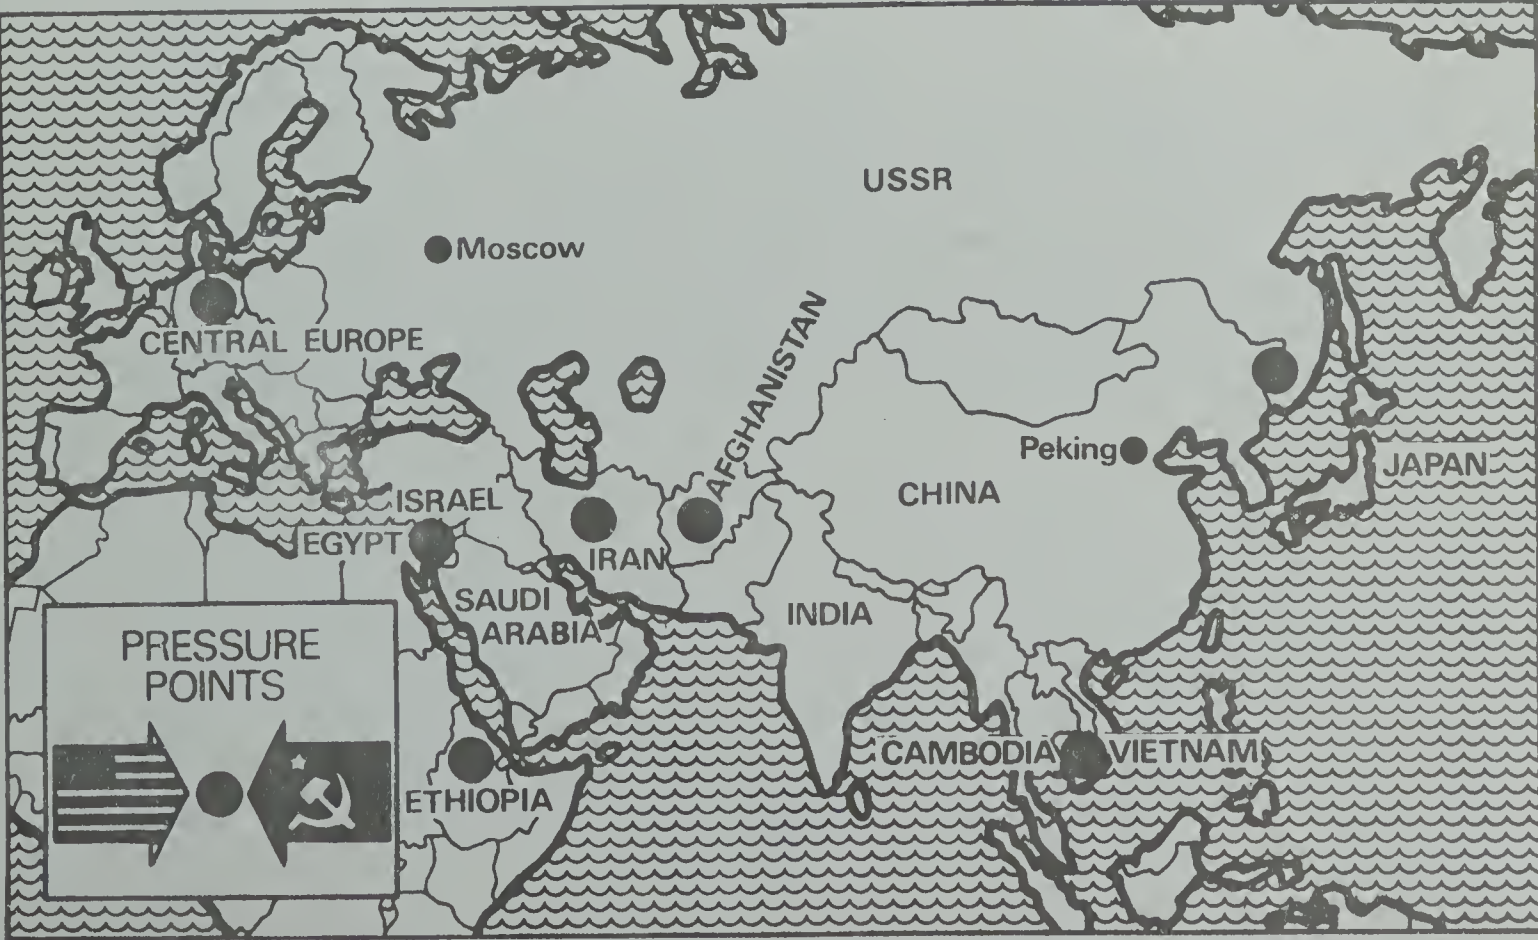 USSR
Moscow
CENTRAL EUROPE
AFGHANISTAN
Peking
JAPAN
CHINA
ISRAEL
EGYPT
IRAN
SAUDI
ARABIA
INDIA
PRESSURE
POINTS
CAMBODIA
VIETNAM
ETHIOPIA